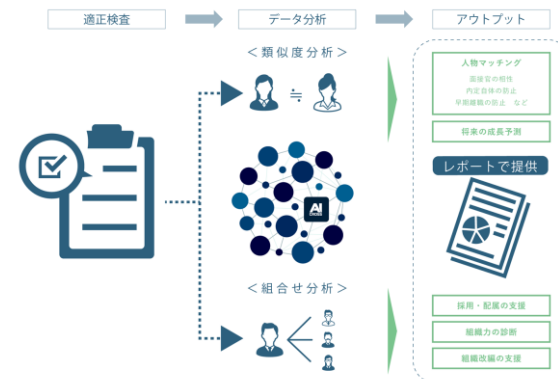 適正検査
データ分析
アウトプット
＜類似度分析＞
≒
人物マッチング
面接官の相性
内定自体の防止
早期離職の防止 など
将来の成長予測
レポートで提供
AI
＜組合せ分析＞
採用・配属の支援
組織力の診断
組織改編の支援